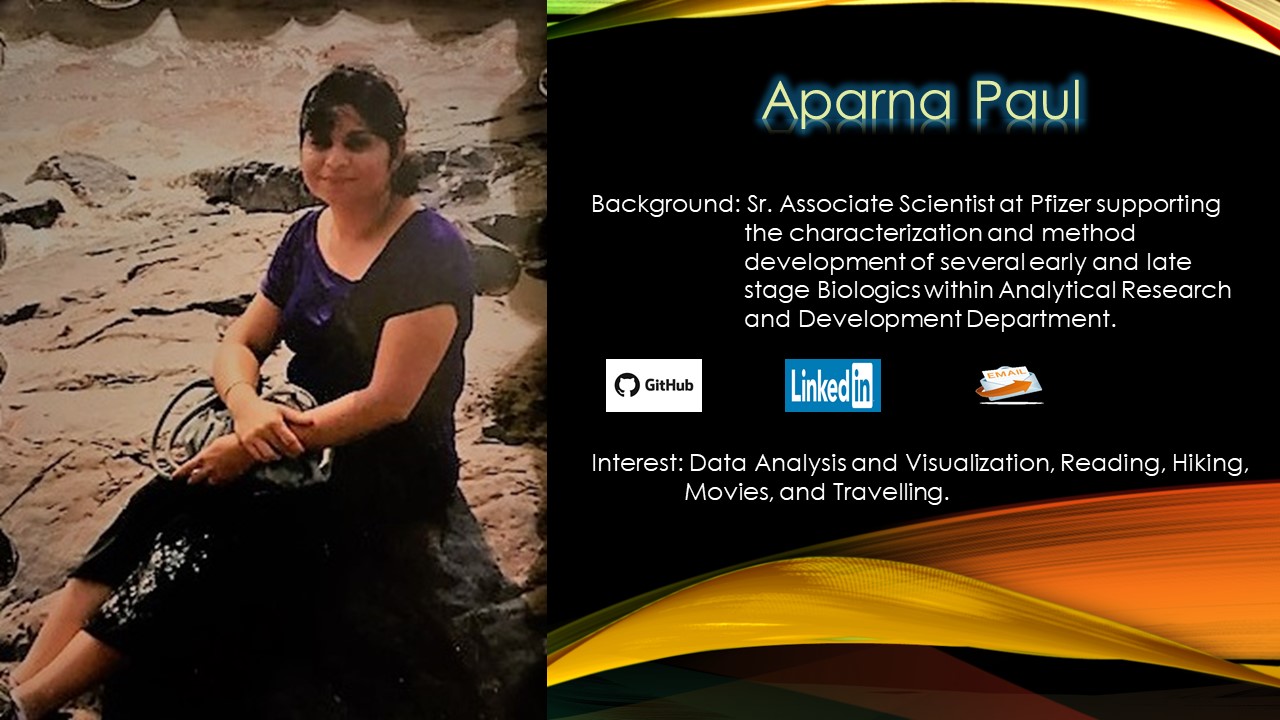 Aparna Paul
Background: Sr. Associate Scientist at Pfizer supporting
the characterization and method
development of several early and late
stage Biologics within Analytical Research
and Development Department.
GitHub
Linked in
EMAIL
Interest: Data Analysis and Visualization, Reading, Hiking,
Movies, and Travelling.